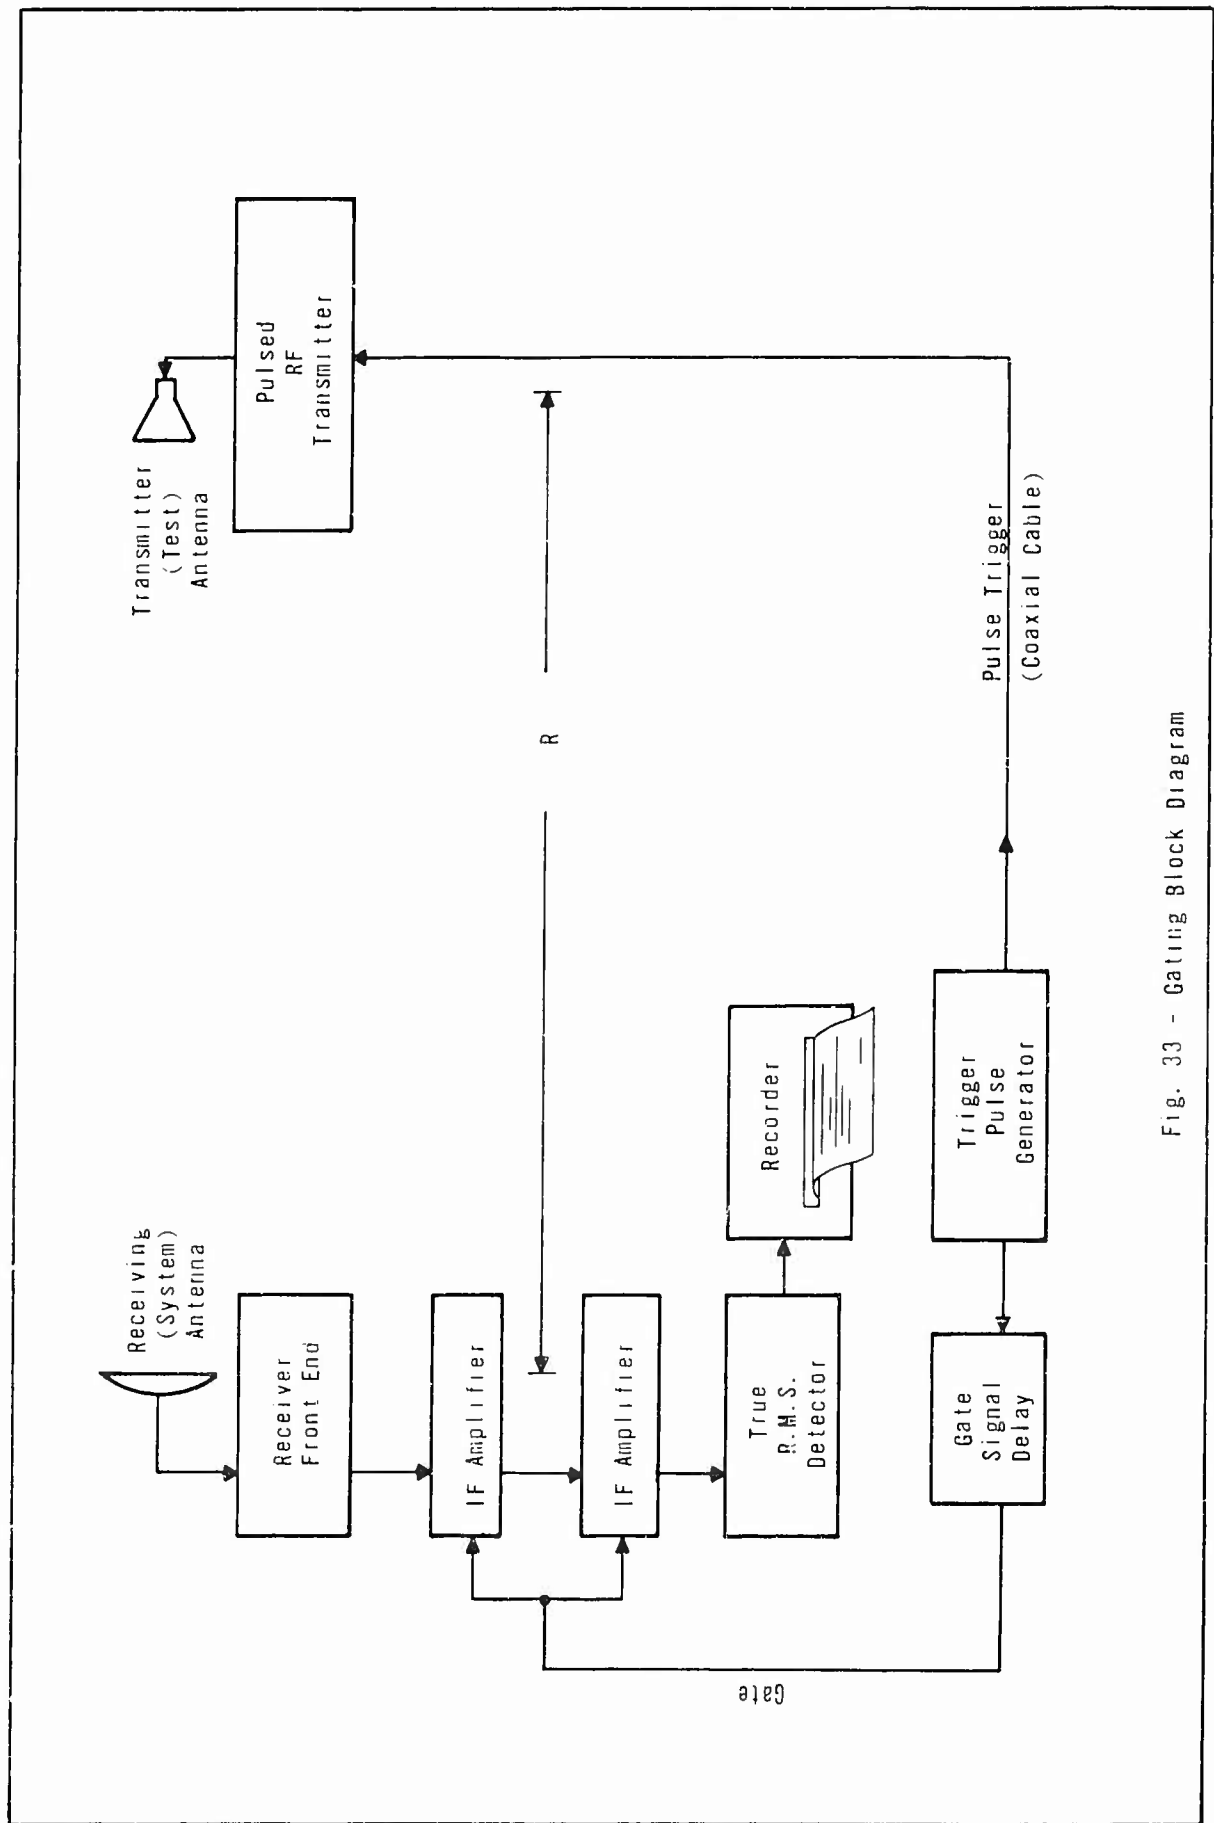 Receiving
(System)
Antenna
Transmitter
(Test)
Antenna
Receiver
Front End
Pulsed
RF
Transmitter
IF Amplifier
R
IF Amplifier
True
R.M.S.
Detector
Recorder
Gate
Gate
Signal
Delay
Trigger
Pulse
Generator
Pulse Trigger
(Coaxial Cable)
Fig. 33 - Gating Block Diagram